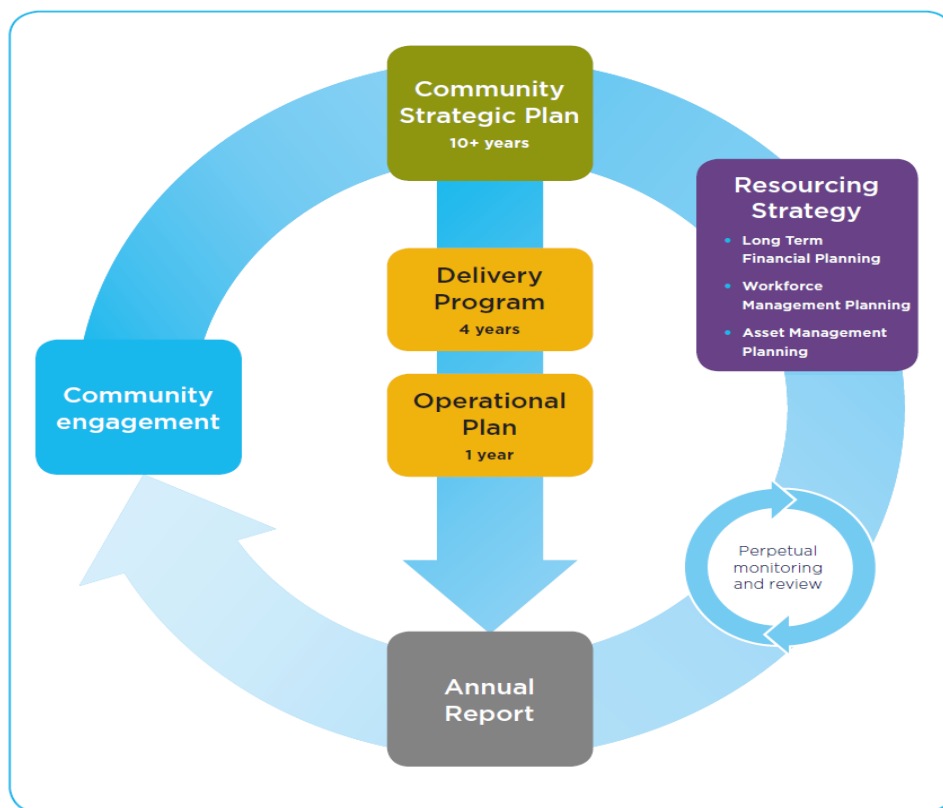 Community
Strategic Plan
10+ years
Resourcing
Strategy
• Long Term
Financial Planning
• Workforce
Management Planning
• Asset Management
Planning
Delivery
Program
4 years
Community
engagement
Operational
Plan
1 year
Perpetual
monitoring
and review
Annual
Report